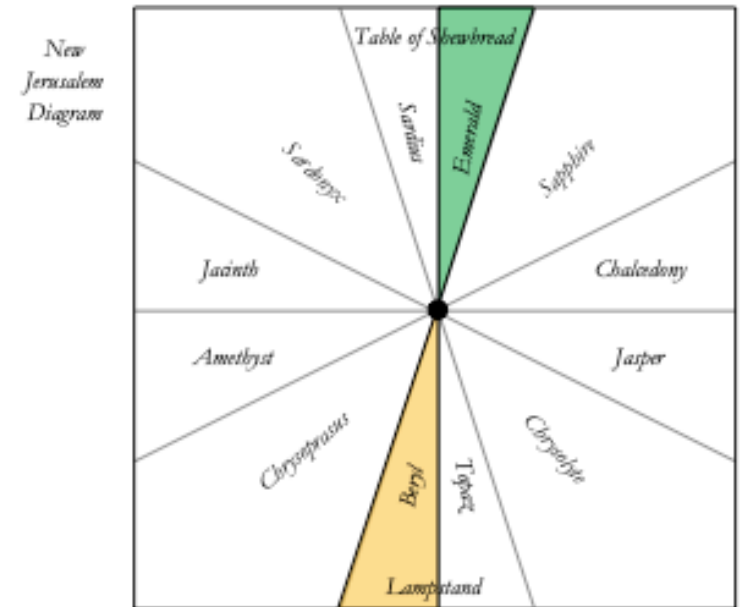 New
Jerusalem
Diagram
Table of Shewbread
Sardius
Emerald
Sardonyx
Sapphire
Jacinth
Chalcedony
Amethyst
Jasper
Chrysoprasus
Chrysolyte
Beryl
Topaz
Lampstand